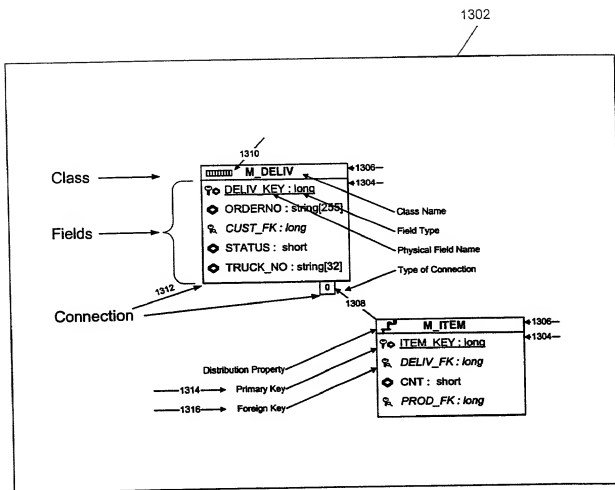 1302
1310
M_DELIV
1306
Class
1304
DELIV_KEY : long
Class Name
ORDERNO : string[255]
Field Type
Fields
CUST_FK : long
Physical Field Name
STATUS : short
TRUCK_NO : string[32]
Type of Connection
1312
0
Connection
1308
M_ITEM
1306
1304
ITEM_KEY : long
Distribution Property
DELIV_FK : long
1314
Primary Key
CNT : short
1316
Foreign Key
PROD_FK : long